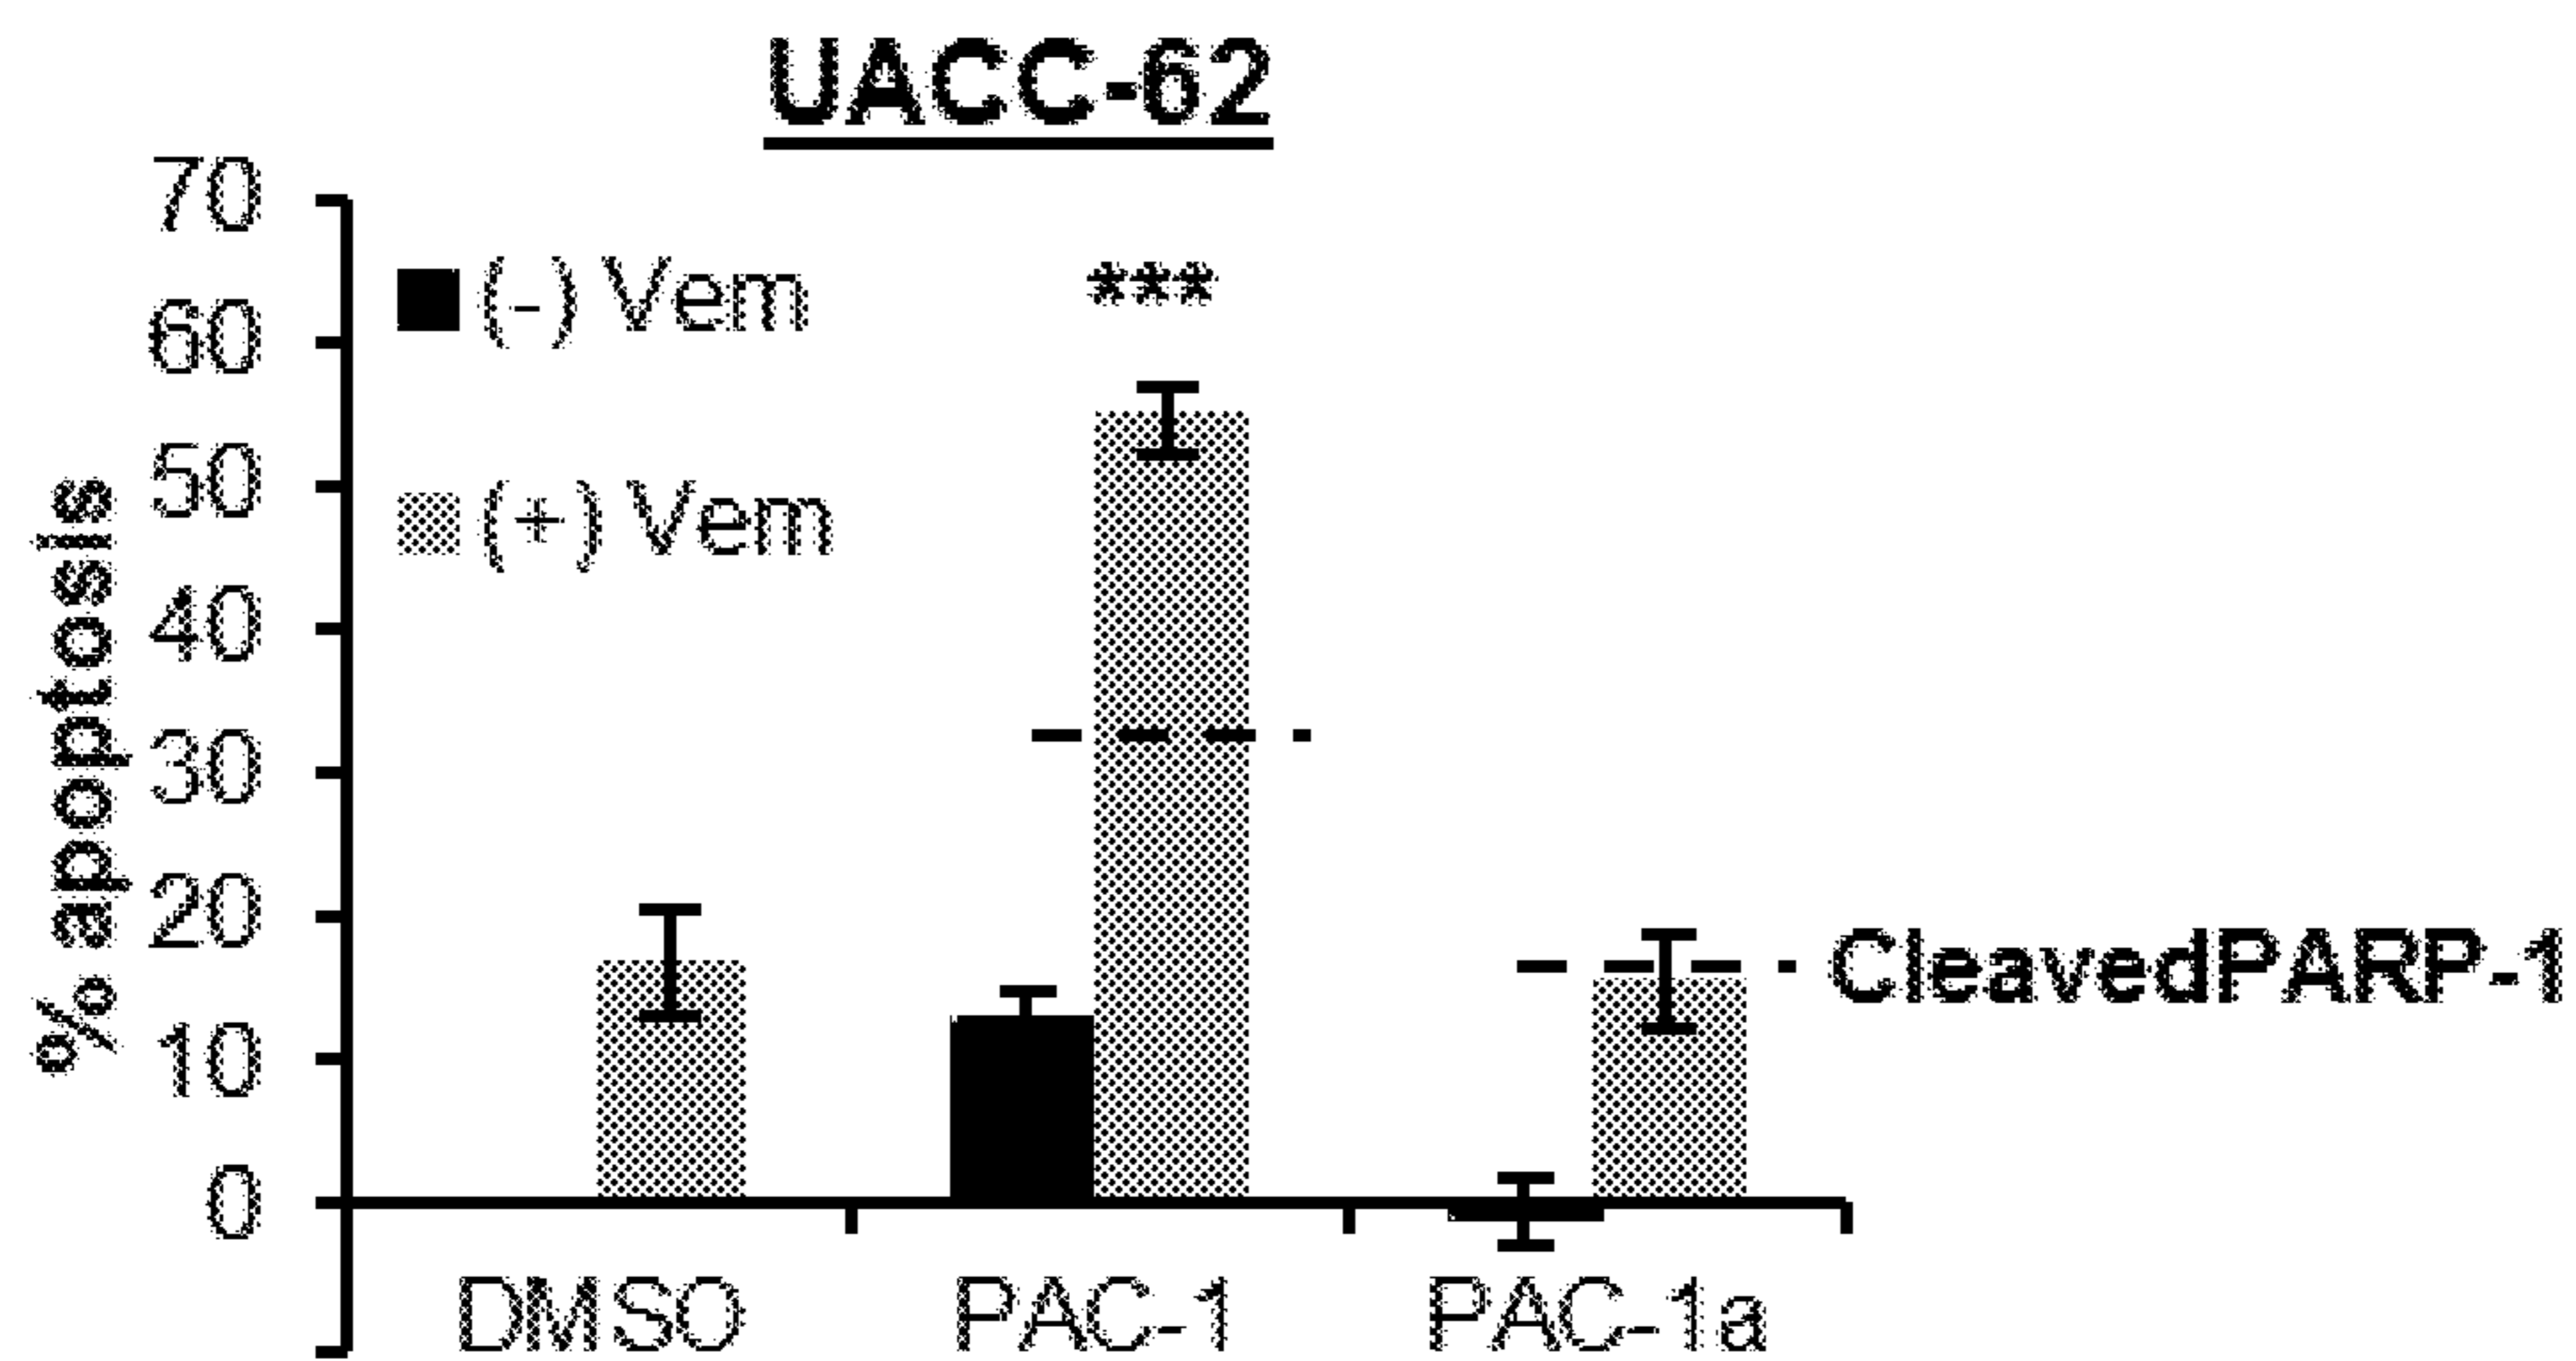 UACC-62
% apoptosis
70
60
50
40
30
20
10
0
(-) Vem
(+) Vem
***
CleavedPARP-1
DMSO
PAC-1
PAC-1a